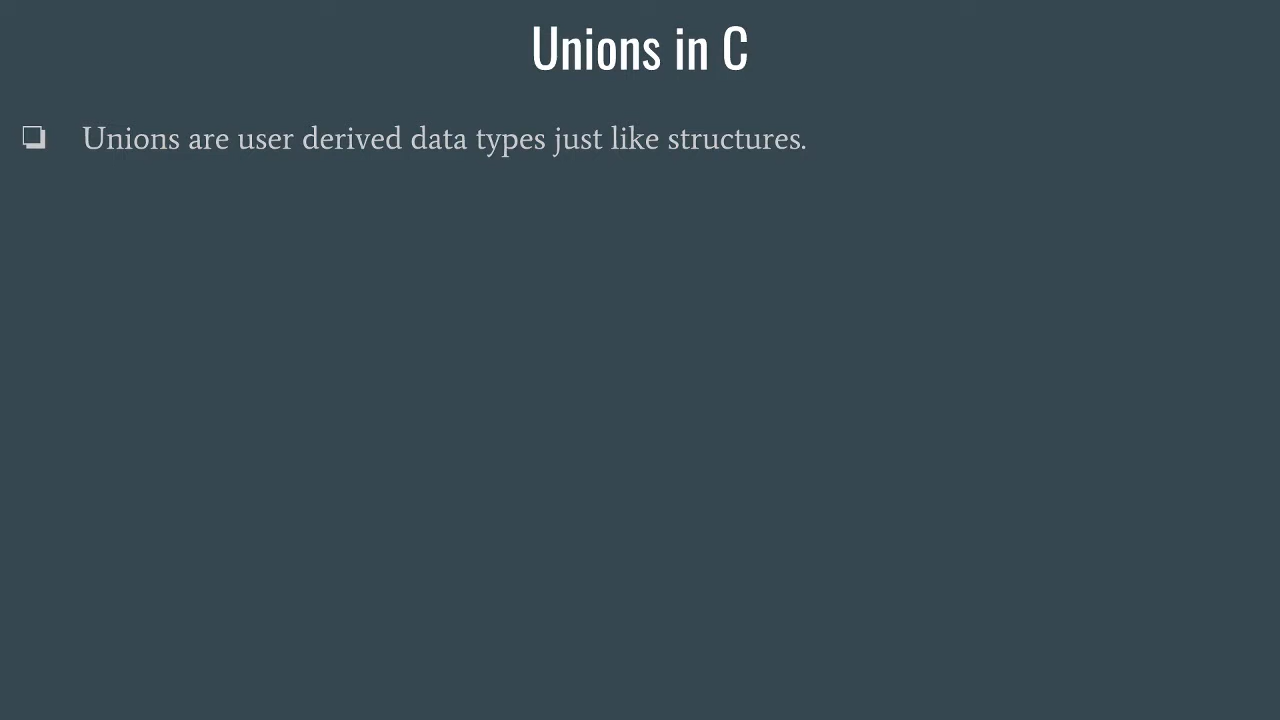 Unions in C
❏ Unions are user derived data types just like structures.